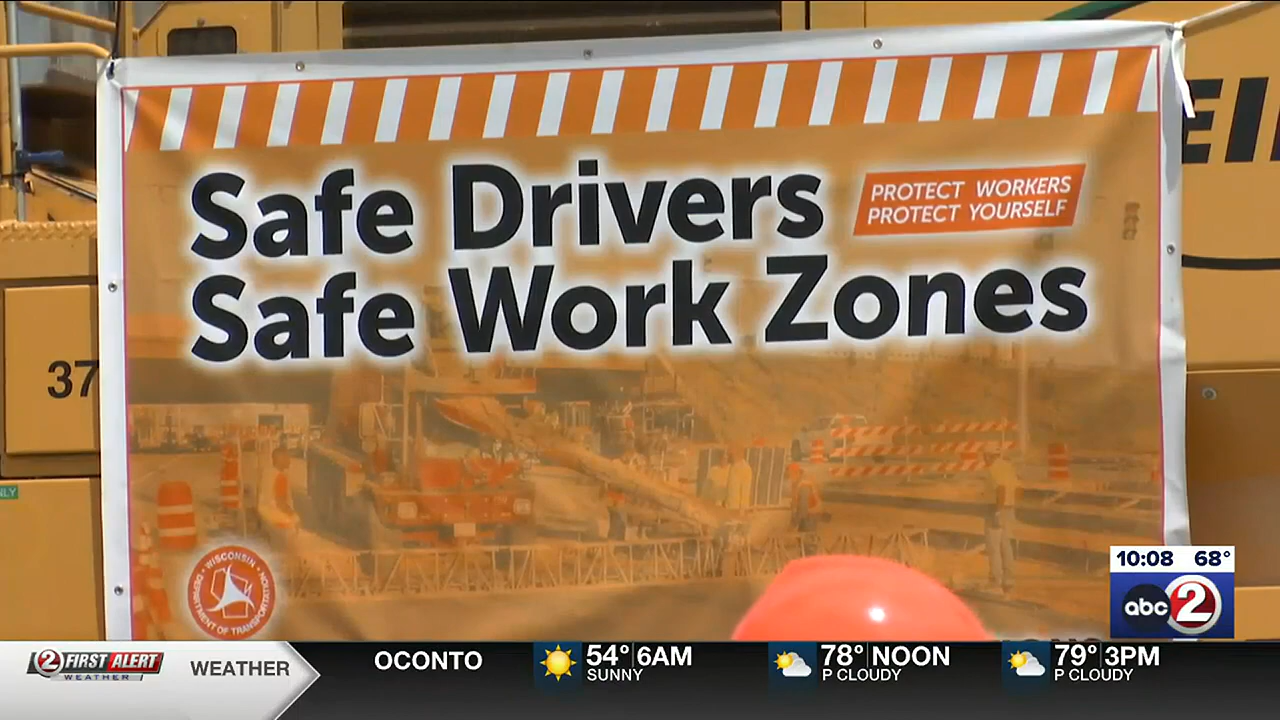 Safe Drivers
PROTECT WORKERS
PROTECT YOURSELF
Safe Work Zones
37
NLY
WISCONSIN
DEPARTMENT OF TRANSPORTATION
10:08 68°
abc 2
2 FIRST ALERT
WEATHER
WEATHER
OCONTO
54° 6AM
SUNNY
78° NOON
P CLOUDY
79° 3PM
P CLOUDY